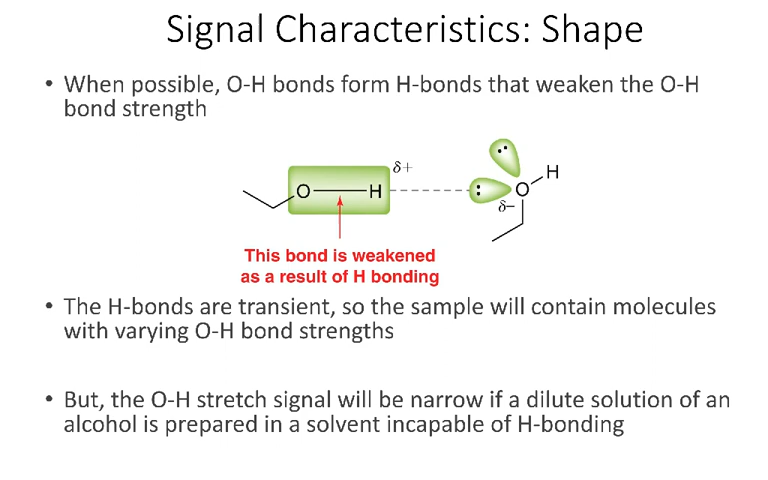 Signal Characteristics: Shape
• When possible, O-H bonds form H-bonds that weaken the O-H
bond strength
δ+
H
O
H
:
O
δ−
This bond is weakened
as a result of H bonding
• The H-bonds are transient, so the sample will contain molecules
with varying O-H bond strengths
• But, the O-H stretch signal will be narrow if a dilute solution of an
alcohol is prepared in a solvent incapable of H-bonding